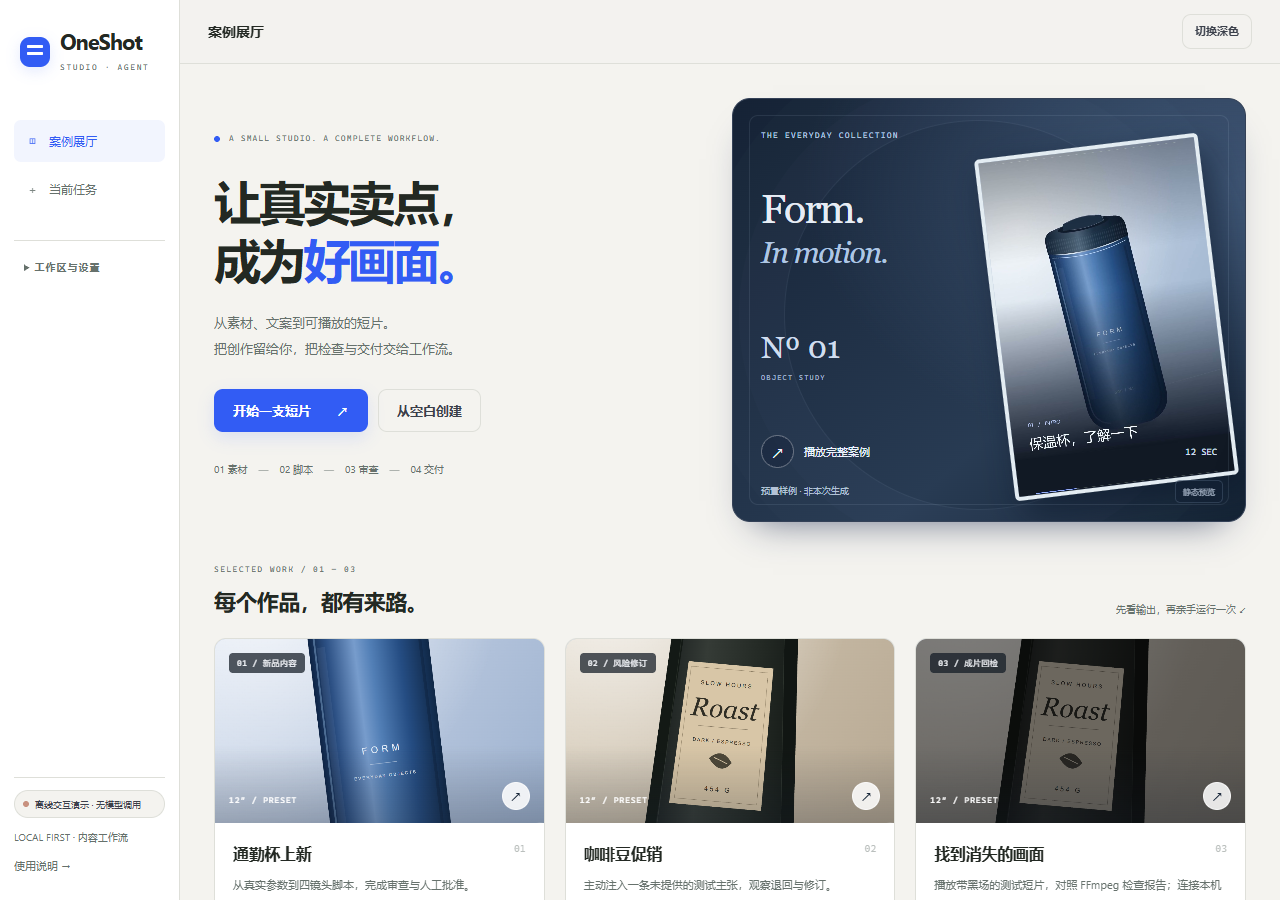 OneShot
STUDIO · AGENT
案例展厅
当前任务
工作区与设置
离线交互演示 · 无模型调用
LOCAL FIRST · 内容工作流
使用说明 →
案例展厅
切换深色
A SMALL STUDIO. A COMPLETE WORKFLOW.
让真实卖点，
成为好画面。
从素材、文案到可播放的短片。
把创作留给你，把检查与交付交给工作流。
开始一支短片 ↗
从空白创建
01 素材 — 02 脚本 — 03 审查 — 04 交付
THE EVERYDAY COLLECTION
Form.
In motion.
Nº 01
OBJECT STUDY
播放完整案例
预置样例 · 非本次生成
FORM
保温杯，了解一下
12 SEC
静态预览
SELECTED WORK / 01 — 03
每个作品，都有来路。
先看输出，再亲手运行一次 ↙
01 / 新品内容
FORM
EVERYDAY OBJECTS
12" / PRESET
↗
通勤杯上新
01
从真实参数到四镜头脚本，完成审查与人工批准。
02 / 风险修订
SLOW HOURS
Roast
DARK / ESPRESSO
454 G
12" / PRESET
↗
咖啡豆促销
02
主动注入一条未提供的测试主张，观察退回与修订。
03 / 成片回检
SLOW HOURS
Roast
DARK / ESPRESSO
454 G
12" / PRESET
↗
找到消失的画面
03
播放带黑场的测试短片，对照 FFmpeg 检查报告；连接本机